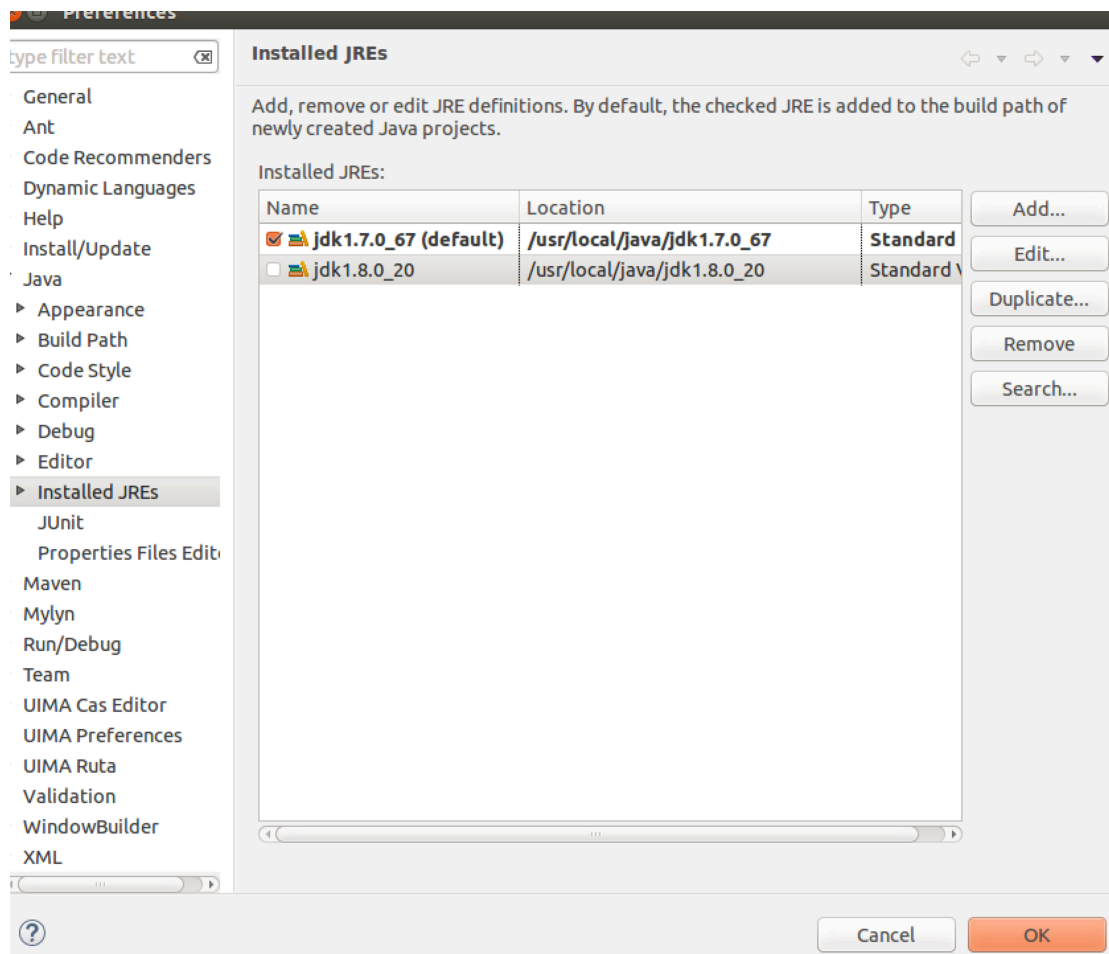 Preferences
type filter text
General
Ant
Code Recommenders
Dynamic Languages
Help
Install/Update
Java
Appearance
Build Path
Code Style
Compiler
Debug
Editor
Installed JREs
JUnit
Properties Files Edit
Maven
Mylyn
Run/Debug
Team
UIMA Cas Editor
UIMA Preferences
UIMA Ruta
Validation
WindowBuilder
XML
Installed JREs
Add, remove or edit JRE definitions. By default, the checked JRE is added to the build path of
newly created Java projects.
Installed JREs:
Name Location Type
jdk1.7.0_67 (default) /usr/local/java/jdk1.7.0_67 Standard
jdk1.8.0_20 /usr/local/java/jdk1.8.0_20 Standard
Add...
Edit...
Duplicate...
Remove
Search...
Cancel OK